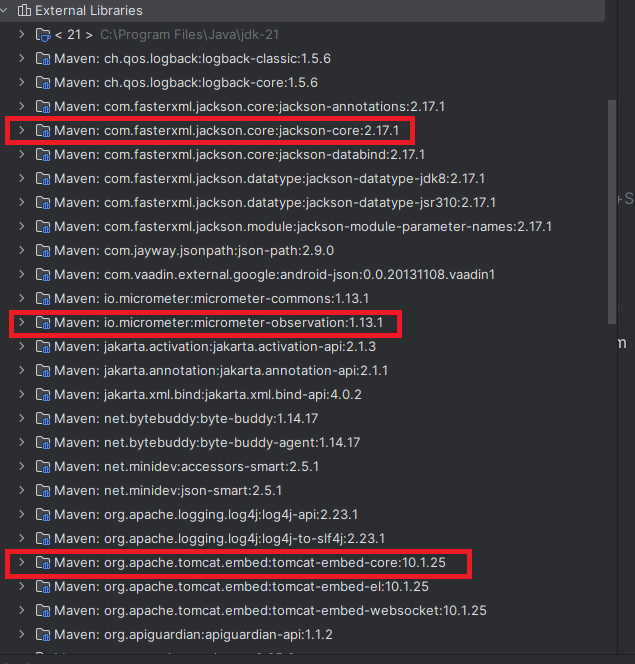 External Libraries
< 21 > C:\Program Files\Java\jdk-21
Maven: ch.qos.logback:logback-classic:1.5.6
Maven: ch.qos.logback:logback-core:1.5.6
Maven: com.fasterxml.jackson.core:jackson-annotations:2.17.1
Maven: com.fasterxml.jackson.core:jackson-core:2.17.1
Maven: com.fasterxml.jackson.core:jackson-databind:2.17.1
Maven: com.fasterxml.jackson.datatype:jackson-datatype-jdk8:2.17.1
Maven: com.fasterxml.jackson.datatype:jackson-datatype-jsr310:2.17.1
+S
Maven: com.fasterxml.jackson.module:jackson-module-parameter-names:2.17.1
Maven: com.jayway.jsonpath:json-path:2.9.0
Maven: com.vaadin.external.google:android-json:0.0.20131108.vaadin1
Maven: io.micrometer:micrometer-commons:1.13.1
Maven: io.micrometer:micrometer-observation:1.13.1
m
Maven: jakarta.activation:jakarta.activation-api:2.1.3
Maven: jakarta.annotation:jakarta.annotation-api:2.1.1
Maven: jakarta.xml.bind:jakarta.xml.bind-api:4.0.2
Maven: net.bytebuddy:byte-buddy:1.14.17
Maven: net.bytebuddy:byte-buddy-agent:1.14.17
Maven: net.minidev:accessors-smart:2.5.1
Maven: net.minidev:json-smart:2.5.1
Maven: org.apache.logging.log4j:log4j-api:2.23.1
Maven: org.apache.logging.log4j:log4j-to-slf4j:2.23.1
Maven: org.apache.tomcat.embed:tomcat-embed-core:10.1.25
Maven: org.apache.tomcat.embed:tomcat-embed-el:10.1.25
Maven: org.apache.tomcat.embed:tomcat-embed-websocket:10.1.25
Maven: org.apiguardian:apiguardian-api:1.1.2